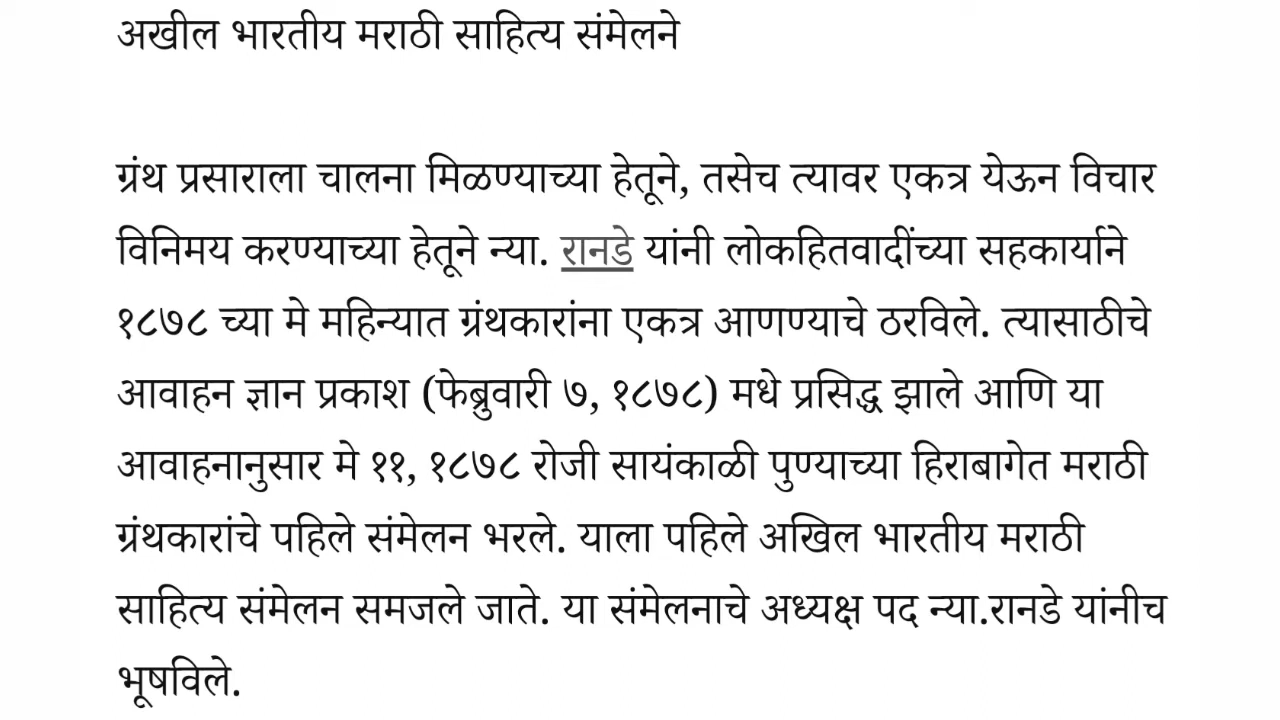 अखील भारतीय मराठी साहित्य संमेलने
ग्रंथ प्रसाराला चालना मिळण्याच्या हेतूने, तसेच त्यावर एकत्र येऊन विचार
विनिमय करण्याच्या हेतूने न्या. रानडे यांनी लोकहितवादींच्या सहकार्याने
१८७८ च्या मे महिन्यात ग्रंथकारांना एकत्र आणण्याचे ठरविले. त्यासाठीचे
आवाहन ज्ञान प्रकाश (फेब्रुवारी ७, १८७८) मधे प्रसिद्ध झाले आणि या
आवाहनानुसार मे ११, १८७८ रोजी सायंकाळी पुण्याच्या हिराबागेत मराठी
ग्रंथकारांचे पहिले संमेलन भरले. याला पहिले अखिल भारतीय मराठी
साहित्य संमेलन समजले जाते. या संमेलनाचे अध्यक्ष पद न्या.रानडे यांनीच
भूषविले.